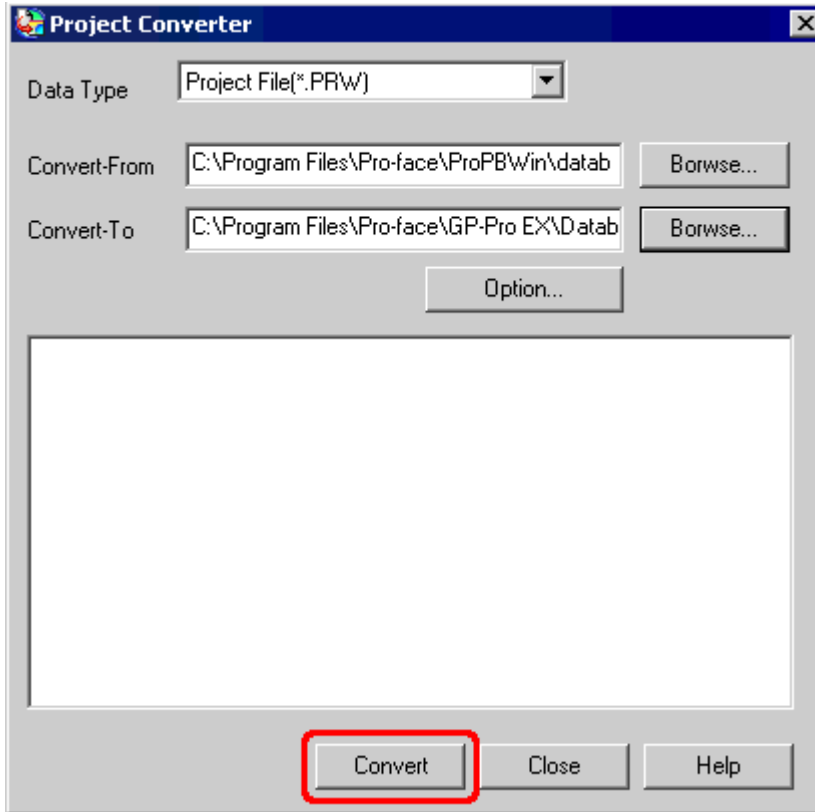 Project Converter
Data Type Project File(*.PRW)
Convert-From C:\Program Files\Pro-face\ProPBWin\datab Borwse...
Convert-To C:\Program Files\Pro-face\GP-Pro EX\Datab Borwse...
Option...
Convert Close Help